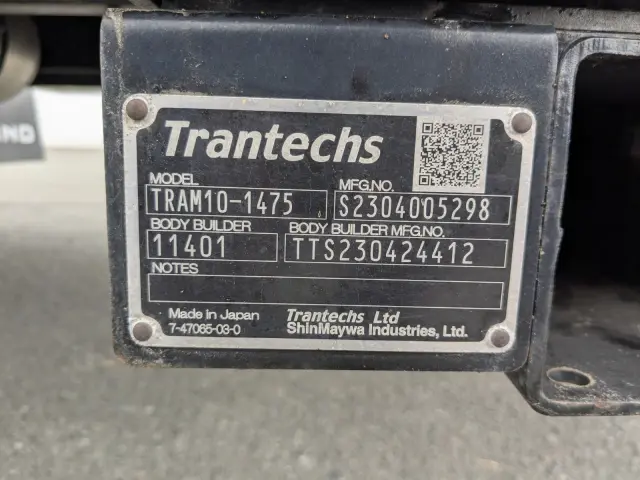 Trantechs
MODEL MFG.NO.
TRAM10-1475 S2304005298
BODY BUILDER BODY BUILDER MFG.NO.
11401 TTS230424412
NOTES
Made in Japan Trantechs Ltd
7-47065-03-0 ShinMaywa Industries, Ltd.